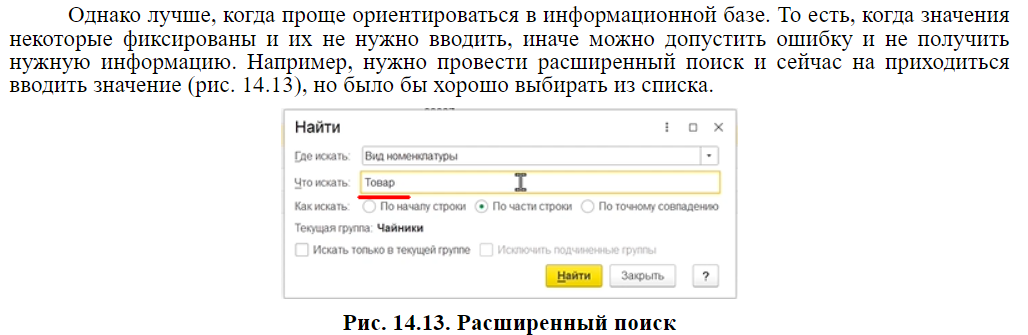 Однако лучше, когда проще ориентироваться в информационной базе. То есть, когда значения
некоторые фиксированы и их не нужно вводить, иначе можно допустить ошибку и не получить
нужную информацию. Например, нужно провести расширенный поиск и сейчас на приходиться
вводить значение (рис. 14.13), но было бы хорошо выбирать из списка.
Найти
Где искать: Вид номенклатуры
Что искать: Товар
Как искать: По началу строки По части строки По точному совпадению
Текущая группа: Чайники
Искать только в текущей группе Исключить подчиненные группы
Найти Закрыть ?
Рис. 14.13. Расширенный поиск